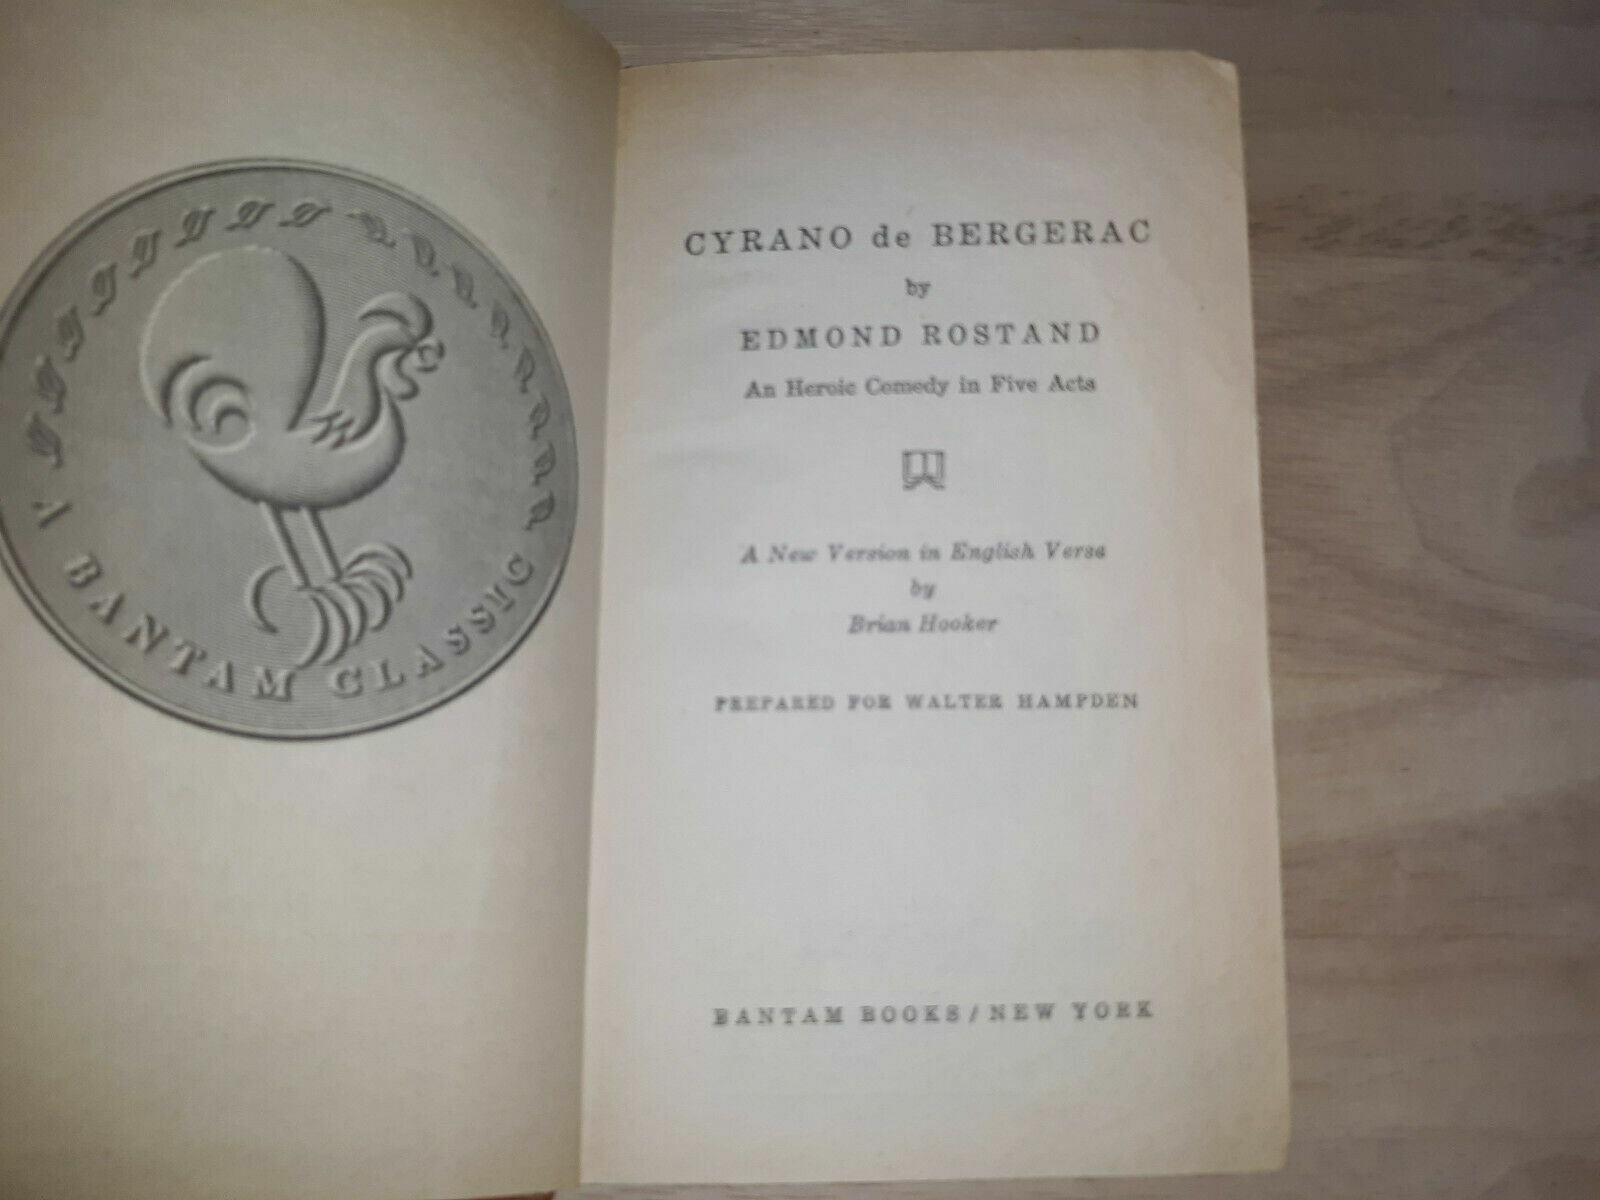 A BANTAM CLASSIC
CYRANO de BERGERAC
by
EDMOND ROSTAND
An Heroic Comedy in Five Acts
A New Version in English Verse
by
Brian Hooker
PREPARED FOR WALTER HAMPDEN
BANTAM BOOKS / NEW YORK